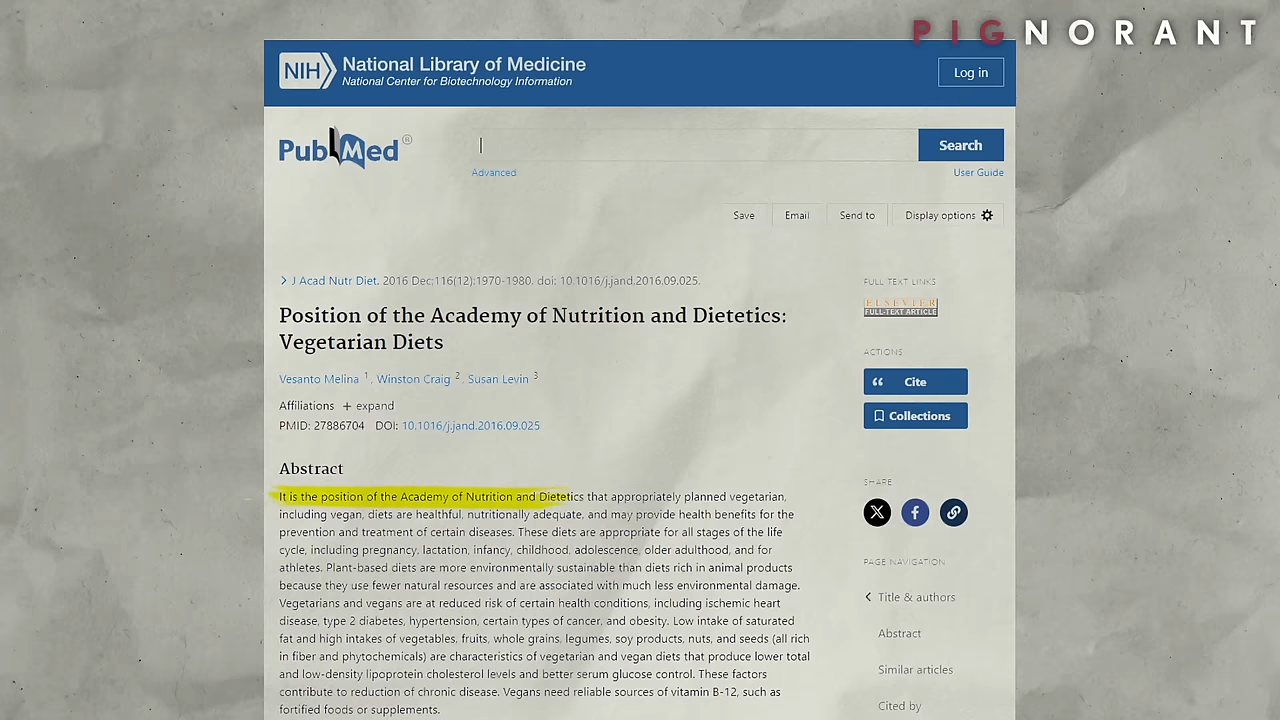 PIGNORANT
NIH National Library of Medicine
National Center for Biotechnology Information
Log in
PubMed®
Search
Advanced
User Guide
Save
Email
Send to
Display options
J Acad Nutr Diet. 2016 Dec;116(12):1970-1980. doi: 10.1016/j.jand.2016.09.025.
Position of the Academy of Nutrition and Dietetics:
Vegetarian Diets
Vesanto Melina 1, Winston Craig 2, Susan Levin 3
Affiliations + expand
PMID: 27886704 DOI: 10.1016/j.jand.2016.09.025
Abstract
It is the position of the Academy of Nutrition and Dietetics that appropriately planned vegetarian,
including vegan, diets are healthful, nutritionally adequate, and may provide health benefits for the
prevention and treatment of certain diseases. These diets are appropriate for all stages of the life
cycle, including pregnancy, lactation, infancy, childhood, adolescence, older adulthood, and for
athletes. Plant-based diets are more environmentally sustainable than diets rich in animal products
because they use fewer natural resources and are associated with much less environmental damage.
Vegetarians and vegans are at reduced risk of certain health conditions, including ischemic heart
disease, type 2 diabetes, hypertension, certain types of cancer, and obesity. Low intake of saturated
fat and high intakes of vegetables, fruits, whole grains, legumes, soy products, nuts, and seeds (all rich
in fiber and phytochemicals) are characteristics of vegetarian and vegan diets that produce lower total
and low-density lipoprotein cholesterol levels and better serum glucose control. These factors
contribute to reduction of chronic disease. Vegans need reliable sources of vitamin B-12, such as
fortified foods or supplements.
FULL TEXT LINKS
ELSEVIER
FULL-TEXT ARTICLE
ACTIONS
Cite
Collections
SHARE
PAGE NAVIGATION
Title & authors
Abstract
Similar articles
Cited by